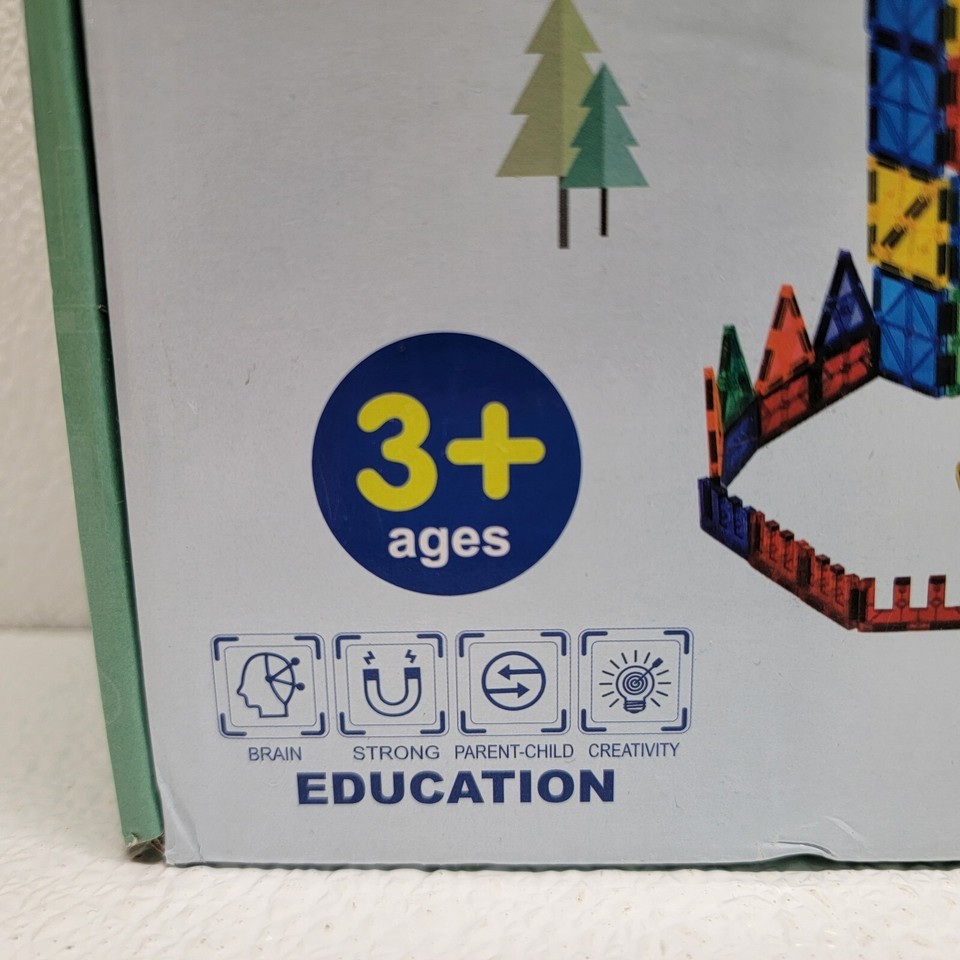 3+
ages
BRAIN STRONG PARENT-CHILD CREATIVITY
EDUCATION